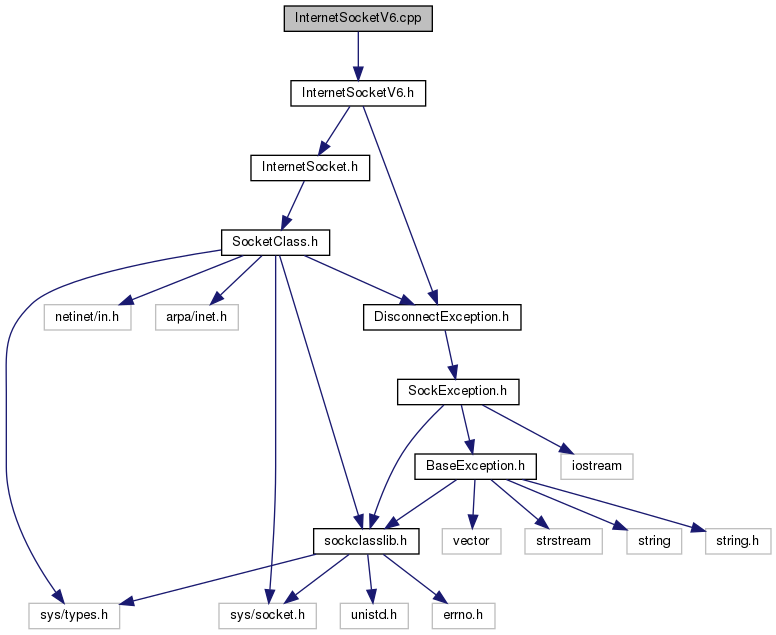 InternetSocketV6.cpp
InternetSocketV6.h
InternetSocket.h
SocketClass.h
netinet/in.h
arpa/inet.h
DisconnectException.h
SockException.h
BaseException.h
iostream
sockclasslib.h
vector
strstream
string
string.h
sys/types.h
sys/socket.h
unistd.h
errno.h